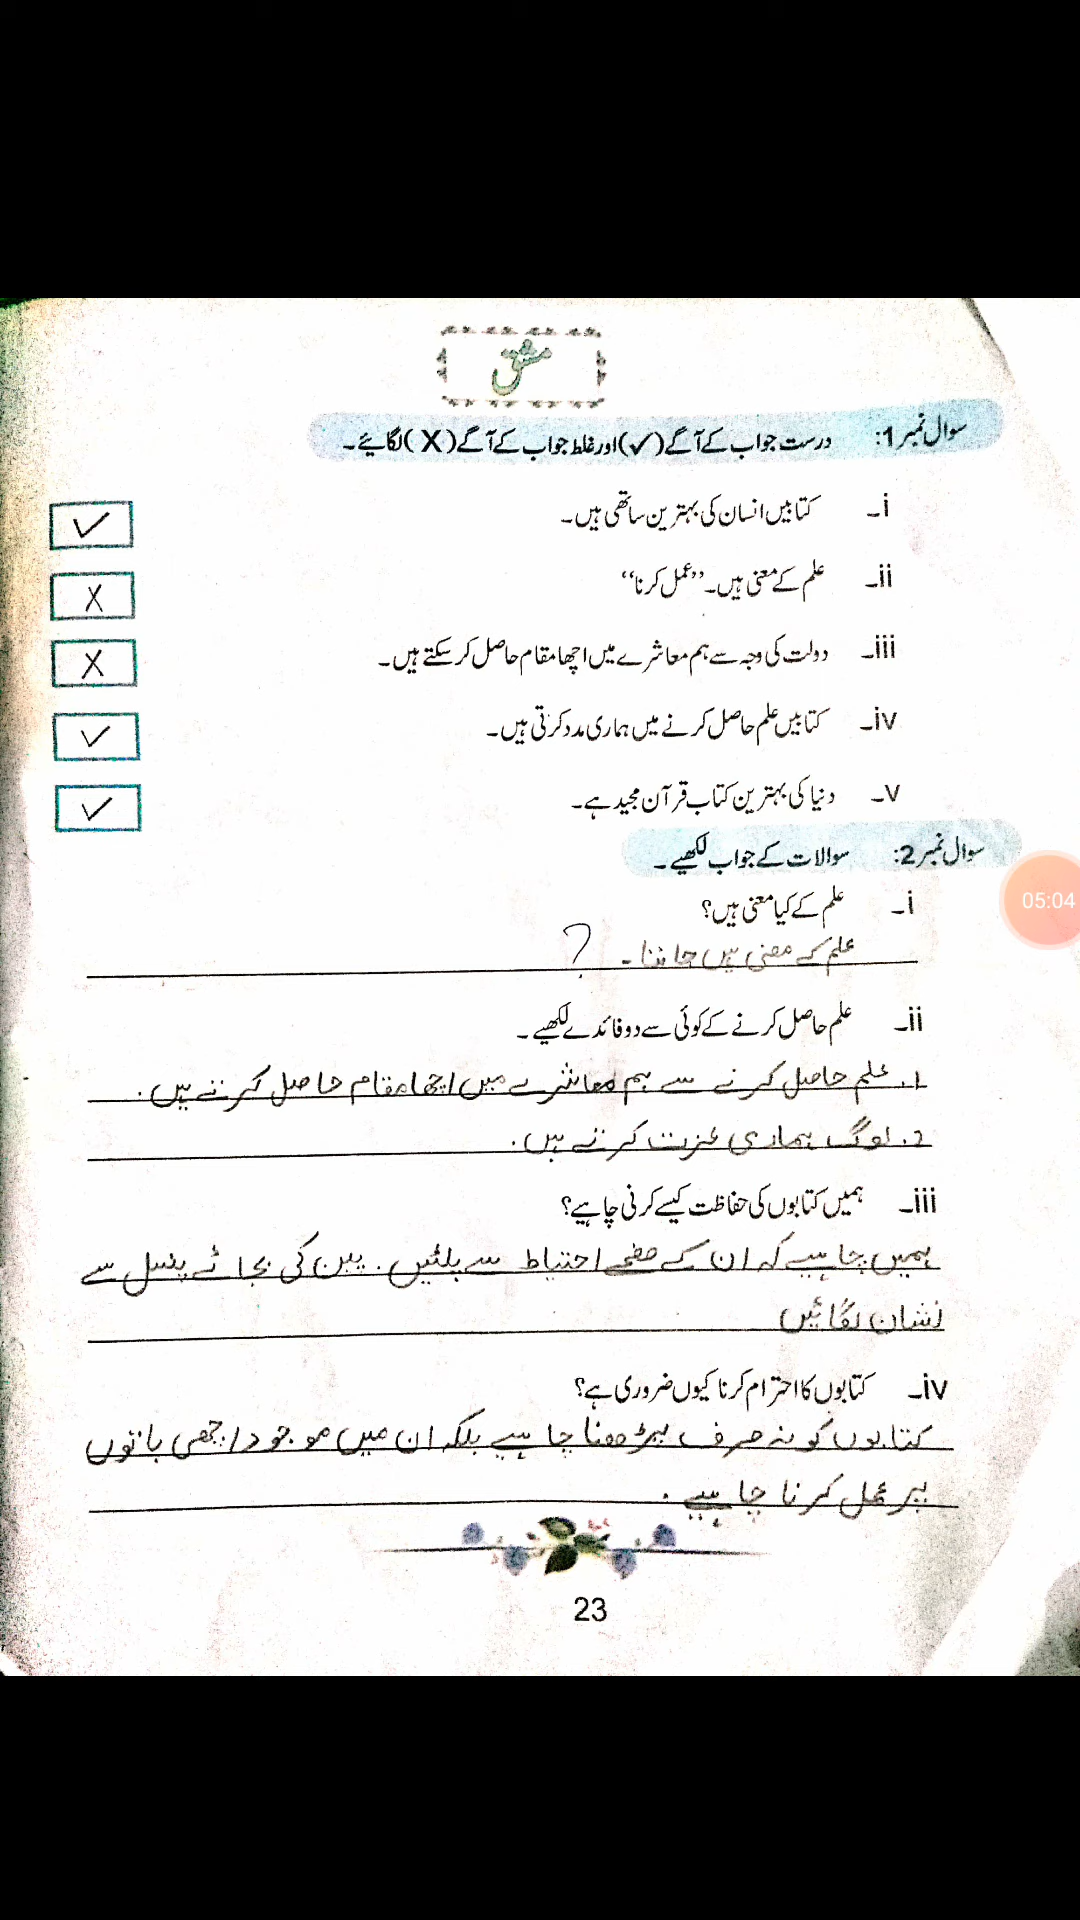 مشق
سوال نمبر 1: درست جواب کے آگے (✓) اور غلط جواب کے آگے (X) لگائیے۔
i۔ کتابیں انسان کی بہترین ساتھی ہیں۔ ✓
ii۔ علم کے معنی ہیں۔ ”عمل کرنا“ X
iii۔ دولت کی وجہ سے ہم معاشرے میں اچھا مقام حاصل کر سکتے ہیں۔ X
iv۔ کتابیں علم حاصل کرنے میں ہماری مدد کرتی ہیں۔ ✓
v۔ دنیا کی بہترین کتاب قرآن مجید ہے۔ ✓
سوال نمبر 2: سوالات کے جواب لکھیے۔
05:04
i۔ علم کے کیا معنی ہیں؟
علم کے معنی ہیں جاننا۔ ?
ii۔ علم حاصل کرنے کے کوئی سے دو فائدے لکھیے۔
1. علم حاصل کرنے سے ہم معاشرے میں اچھا مقام حاصل کرتے ہیں.
2. لوگ ہماری عزت کرتے ہیں.
iii۔ ہمیں کتابوں کی حفاظت کیسے کرنی چاہیے؟
ہمیں چاہیے کہ ان کے صفحے احتیاط سے پلٹیں. پین کی بجائے پنسل سے
نشان لگائیں
iv۔ کتابوں کا احترام کرنا کیوں ضروری ہے؟
کتابوں کو نہ صرف پڑھنا چاہیے بلکہ ان میں موجود اچھی باتوں
پر عمل کرنا چاہیے.
23